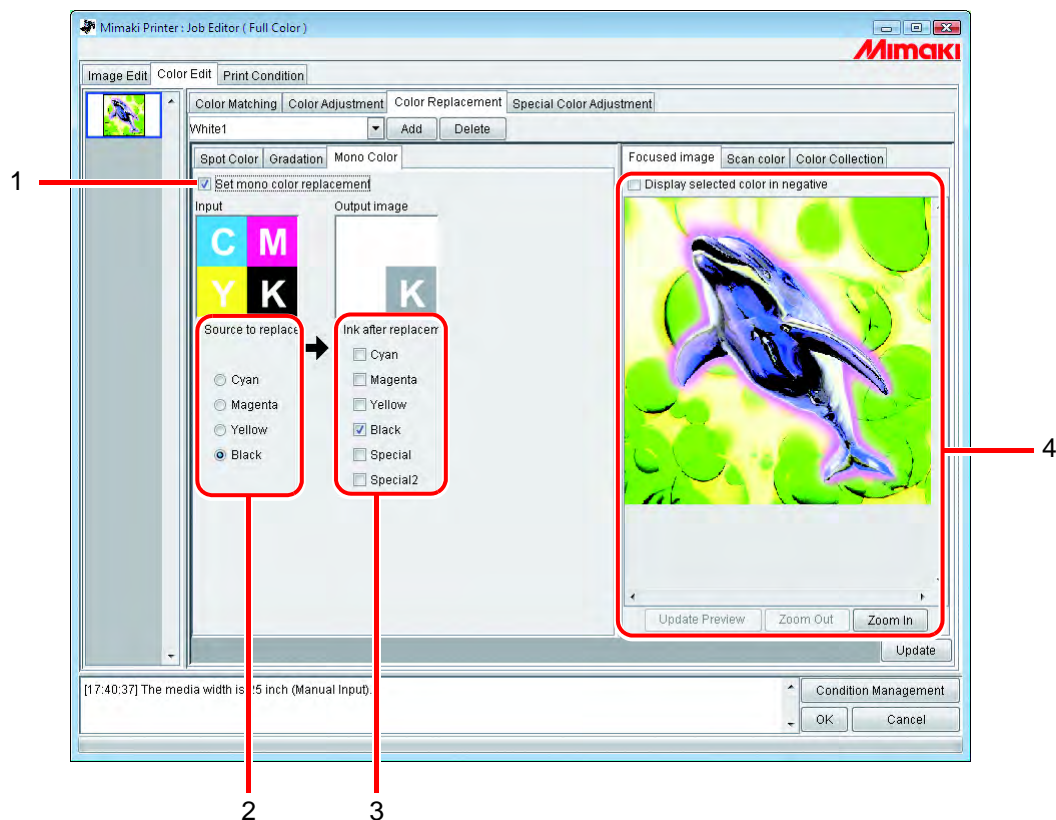 Mimaki Printer : Job Editor ( Full Color )
Mimaki
Image Edit Color Edit Print Condition
Color Matching Color Adjustment Color Replacement Special Color Adjustment
White1 Add Delete
Spot Color Gradation Mono Color
Focused image Scan color Color Collection
1
Set mono color replacement
Display selected color in negative
Input Output image
C M
Y K
K
Source to replace
Ink after replacem
Cyan
Magenta
Yellow
Black
Cyan
Magenta
Yellow
Black
Special
Special2
4
Update Preview Zoom Out Zoom In
Update
[17:40:37] The media width is 25 inch (Manual Input).
Condition Management
OK Cancel
2 3